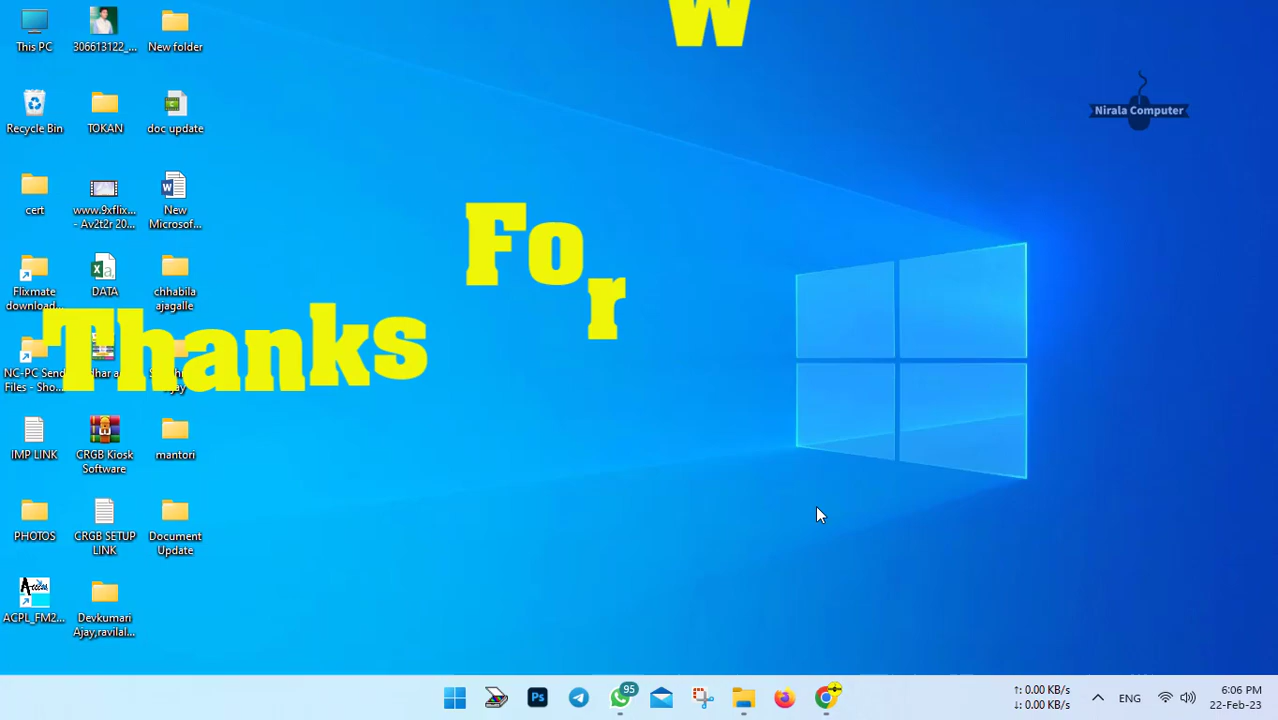 W
Nirala Computer
For
Thanks
This PC
306613122_...
New folder
Recycle Bin
TOKAN
doc update
cert
www.9xflix...
- Av2t2r 20...
New
Microsof...
Flixmate
download...
DATA
chhabila
ajagalle
NC-PC Send
Files - Sho...
IMP LINK
CRGB Kiosk
Software
mantori
PHOTOS
CRGB SETUP
LINK
Document
Update
ACPL_FM2...
Devkumari
Ajay,ravilal...
Ps
95
↑: 0.00 KB/s
↓: 0.00 KB/s
ENG
6:06 PM
22-Feb-23